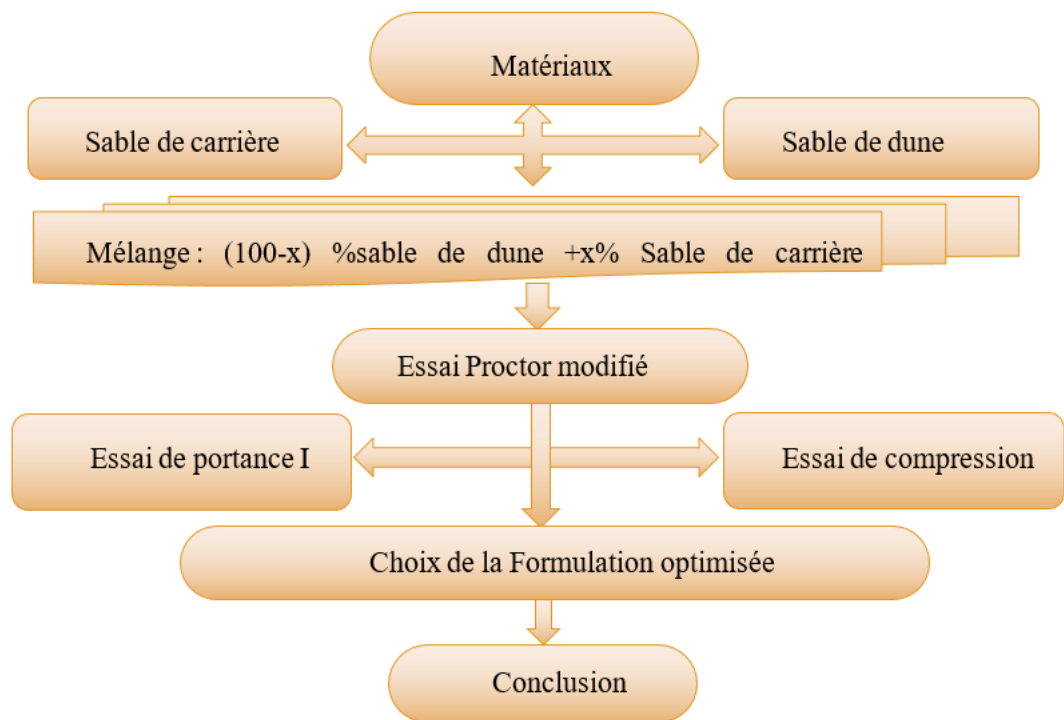 Matériaux
Sable de carrière
Sable de dune
Mélange : (100-x) %sable de dune +x% Sable de carrière
Essai Proctor modifié
Essai de portance I
Essai de compression
Choix de la Formulation optimisée
Conclusion